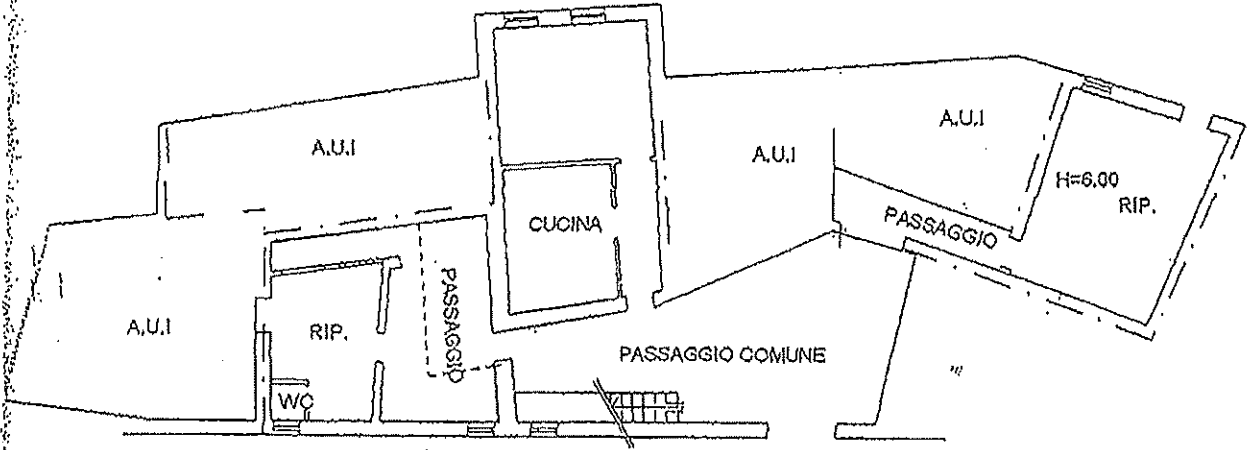 A.U.I
A.U.I
A.U.I
H=6.00
RIP.
CUCINA
PASSAGGIO
PASSAGGIO
A.U.I
RIP.
PASSAGGIO COMUNE
WC